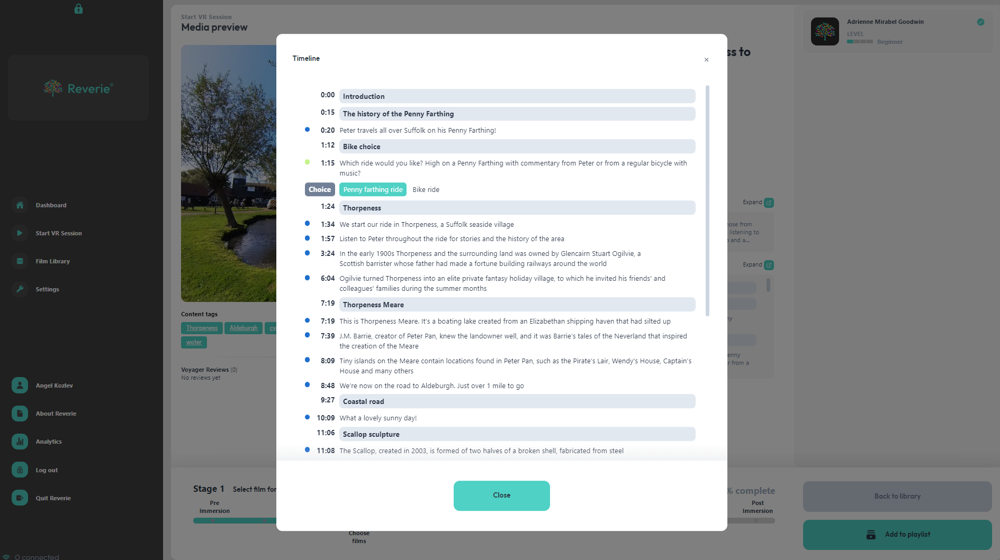 Reverie®
Dashboard
Start VR Session
Film Library
Settings
Angel Kozlev
About Reverie
Analytics
Log out
Quit Reverie
0 connected
Start VR Session
Media preview
Content tags
Thorpeness
Aldeburgh
cy
water
Voyager Reviews (0)
No reviews yet
Timeline
×
0:00 Introduction
0:15 The history of the Penny Farthing
0:20 Peter travels all over Suffolk on his Penny Farthing!
1:12 Bike choice
1:15 Which ride would you like? High on a Penny Farthing with commentary from Peter or from a regular bicycle with
music?
Choice Penny farthing ride Bike ride
1:24 Thorpeness
1:34 We start our ride in Thorpeness, a Suffolk seaside village
1:57 Listen to Peter throughout the ride for stories and the history of the area
3:24 In the early 1900s Thorpeness and the surrounding land was owned by Glencairn Stuart Ogilvie, a
Scottish barrister whose father had made a fortune building railways around the world
6:04 Ogilvie turned Thorpeness into an elite private fantasy holiday village, to which he invited his friends' and
colleagues' families during the summer months
7:19 Thorpeness Meare
7:19 This is Thorpeness Meare. It's a boating lake created from an Elizabethan shipping haven that had silted up
7:39 J.M. Barrie, creator of Peter Pan, knew the landowner well, and it was Barrie's tales of the Neverland that inspired
the creation of the Meare
8:09 Tiny islands on the Meare contain locations found in Peter Pan, such as the Pirate's Lair, Wendy's House, Captain's
House and many others
8:48 We're now on the road to Aldeburgh. Just over 1 mile to go
9:27 Coastal road
10:09 What a lovely sunny day!
11:06 Scallop sculpture
11:08 The Scallop, created in 2003, is formed of two halves of a broken shell, fabricated from steel
Close
ss to
Expand
hose from
listening to
o and a...
Expand
ny
enny
r from a
Adrienne Mirabel Goodwin
LEVEL
Beginner
Stage 1 Select film for
Pre
Immersion
Choose
films
% complete
Post
Immersion
Back to library
Add to playlist